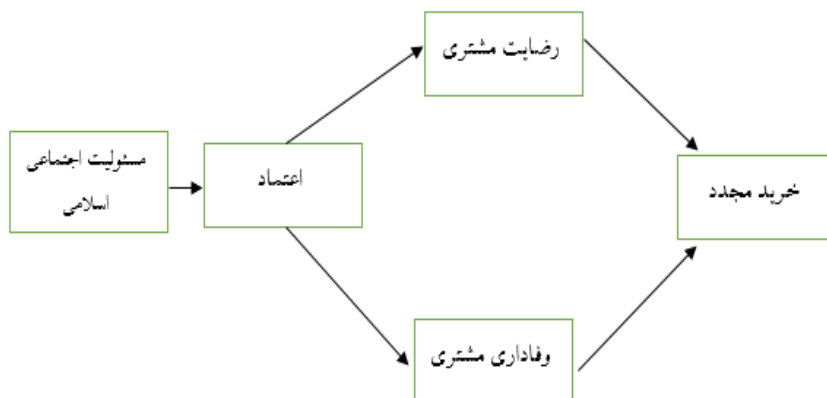 رضایت مشتری
مسئولیت اجتماعی
اسلامی
اعتماد
خرید مجدد
وفاداری مشتری